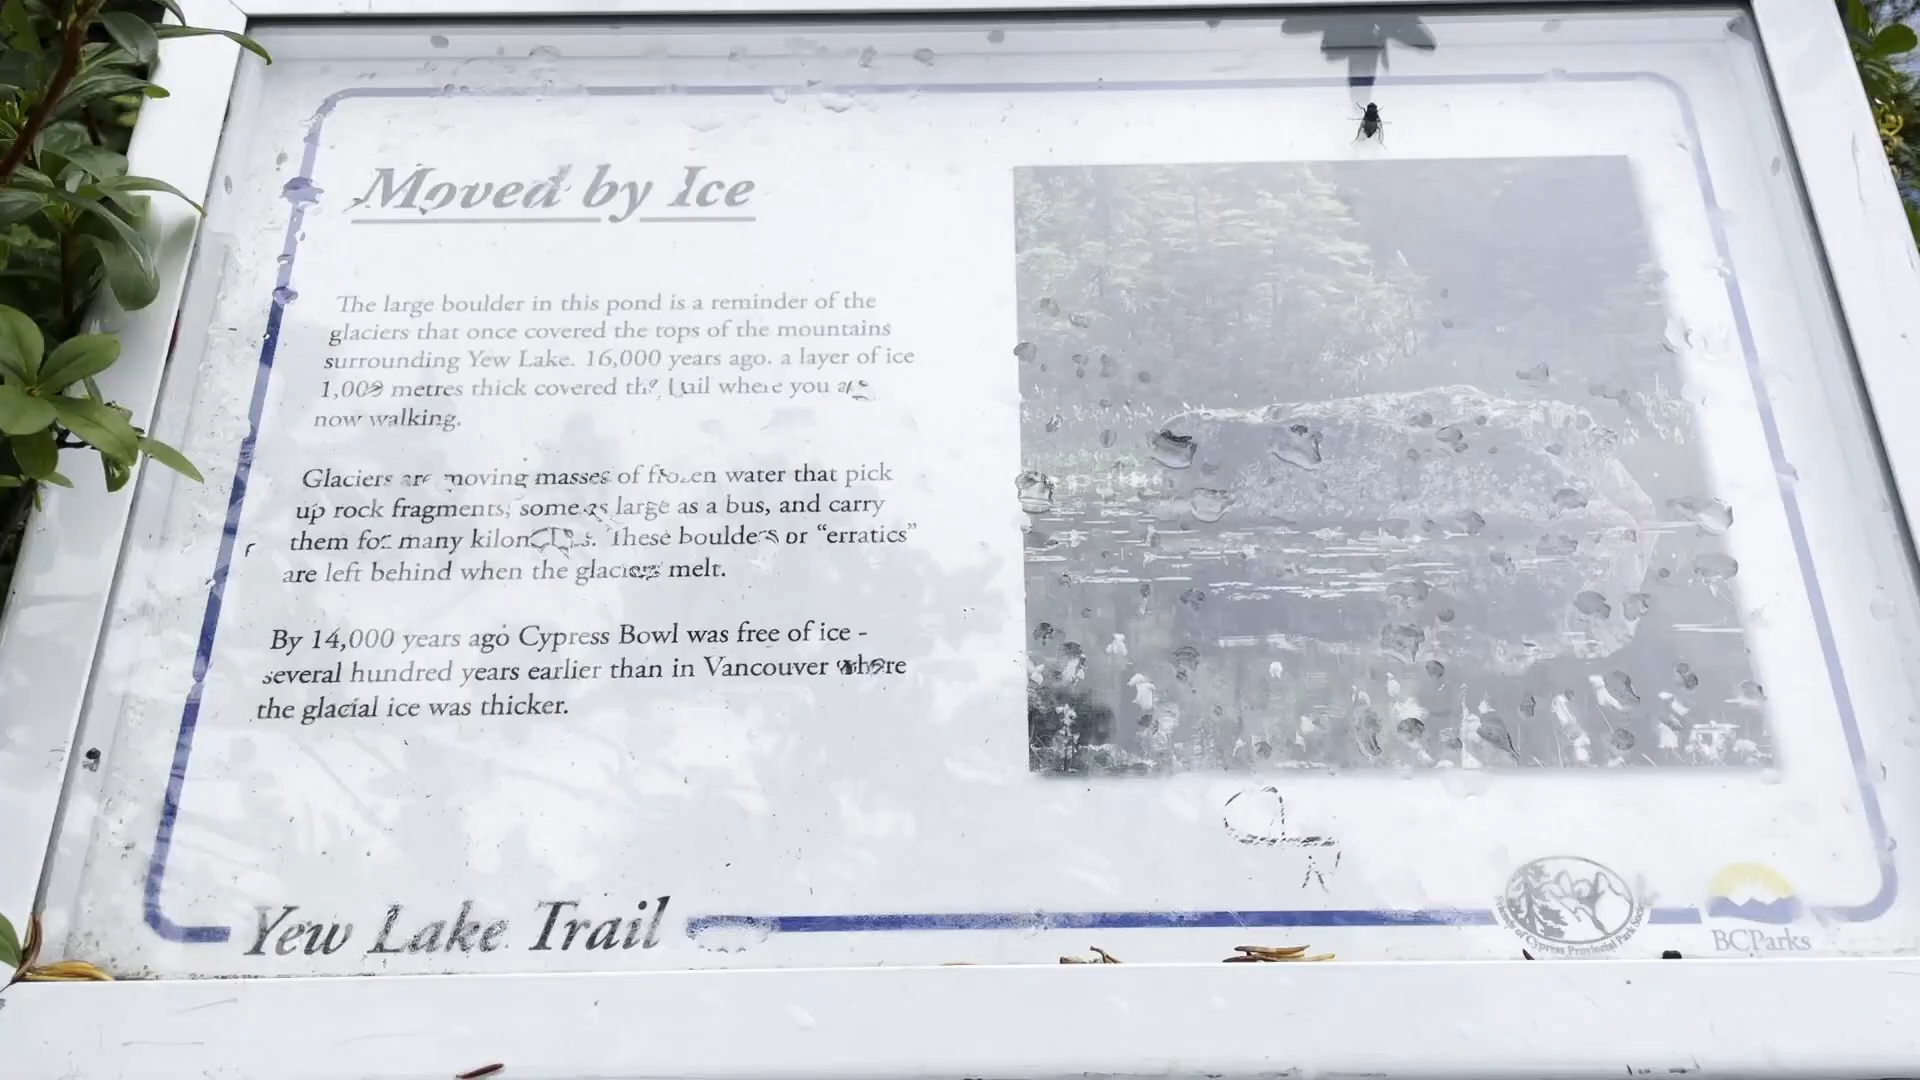 Moved by Ice
The large boulder in this pond is a reminder of the
glaciers that once covered the tops of the mountains
surrounding Yew Lake. 16,000 years ago. a layer of ice
metres thick covered the where you are
now walking.
Glaciers are moving masses of frozen water that pick
up rock fragments, some as large as a bus, and carry
them for many These boulders or “erratics”
are left behind when the glaciers melt.
By 14,000 years ago Cypress Bowl was free of ice -
several hundred years earlier than in Vancouver where
the glacial ice was thicker.
Yew Lake Trail
of Cypress Provincial Park
BCParks